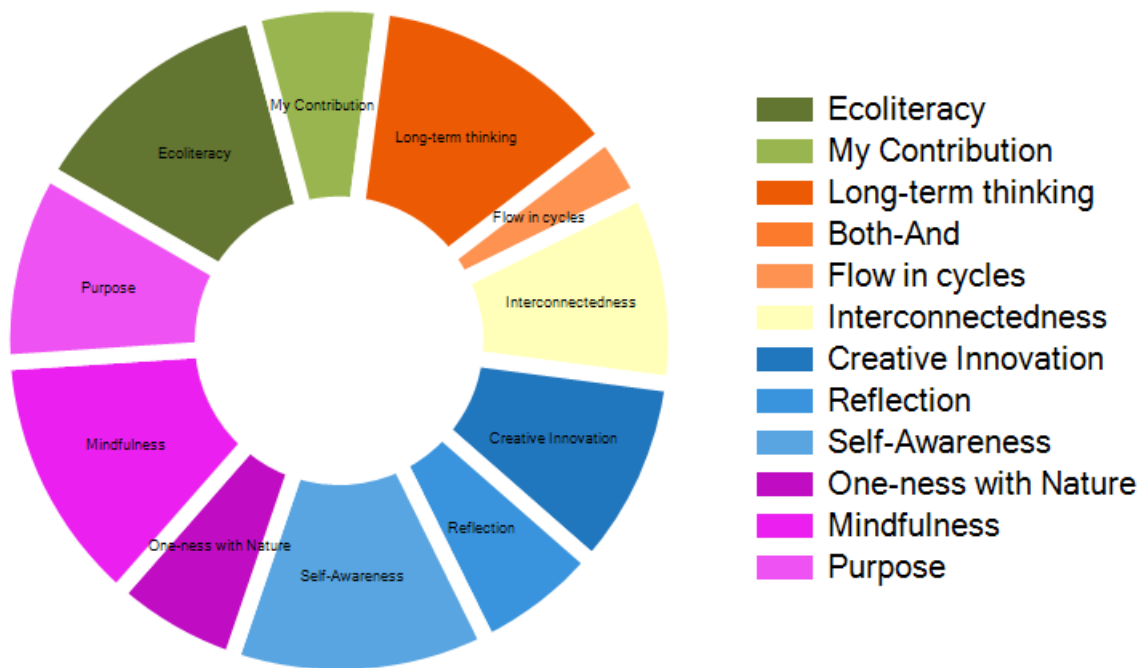 My Contribution
Long-term thinking
Ecoliteracy
Flow in cycles
Purpose
Interconnectedness
Mindfulness
Creative Innovation
Reflection
One-ness with Nature
Self-Awareness
Ecoliteracy
My Contribution
Long-term thinking
Both-And
Flow in cycles
Interconnectedness
Creative Innovation
Reflection
Self-Awareness
One-ness with Nature
Mindfulness
Purpose